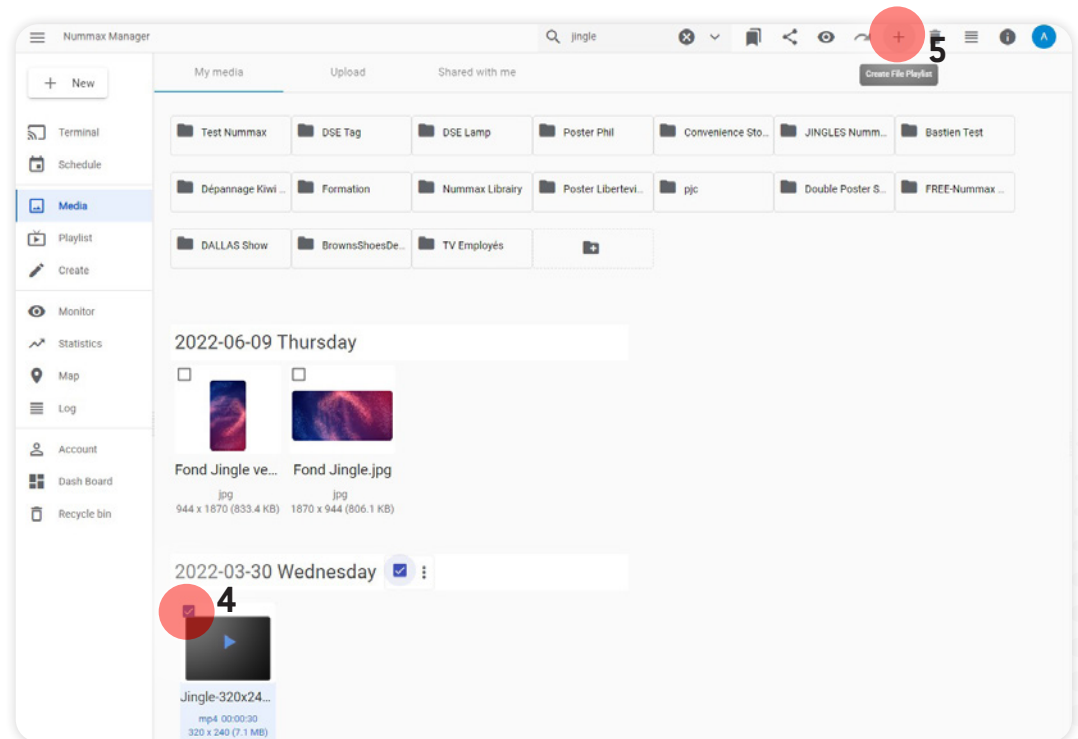 Nummax Manager
jingle
5
Create File Playlist
A
+ New
My media
Upload
Shared with me
Terminal
Schedule
Media
Playlist
Create
Monitor
Statistics
Map
Log
Account
Dash Board
Recycle bin
Test Nummax
DSE Tag
DSE Lamp
Poster Phil
Convenience Sto...
JINGLES Numm...
Bastien Test
Dépannage Kiwi ...
Formation
Nummax Librairy
Poster Libertevi...
pjc
Double Poster S...
FREE-Nummax ...
DALLAS Show
BrownsShoesDe...
TV Employés
2022-06-09 Thursday
Fond Jingle ve...
jpg
944 x 1870 (833.4 KB)
Fond Jingle.jpg
jpg
1870 x 944 (806.1 KB)
2022-03-30 Wednesday
4
Jingle-320x24...
mp4 00:00:30
320 x 240 (7.1 MB)